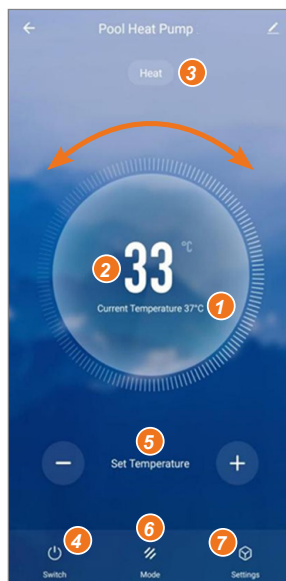 Pool Heat Pump
Heat 3
°C
2 33
Current Temperature 37°C 1
5
Set Temperature
4 6 7
Switch Mode Settings